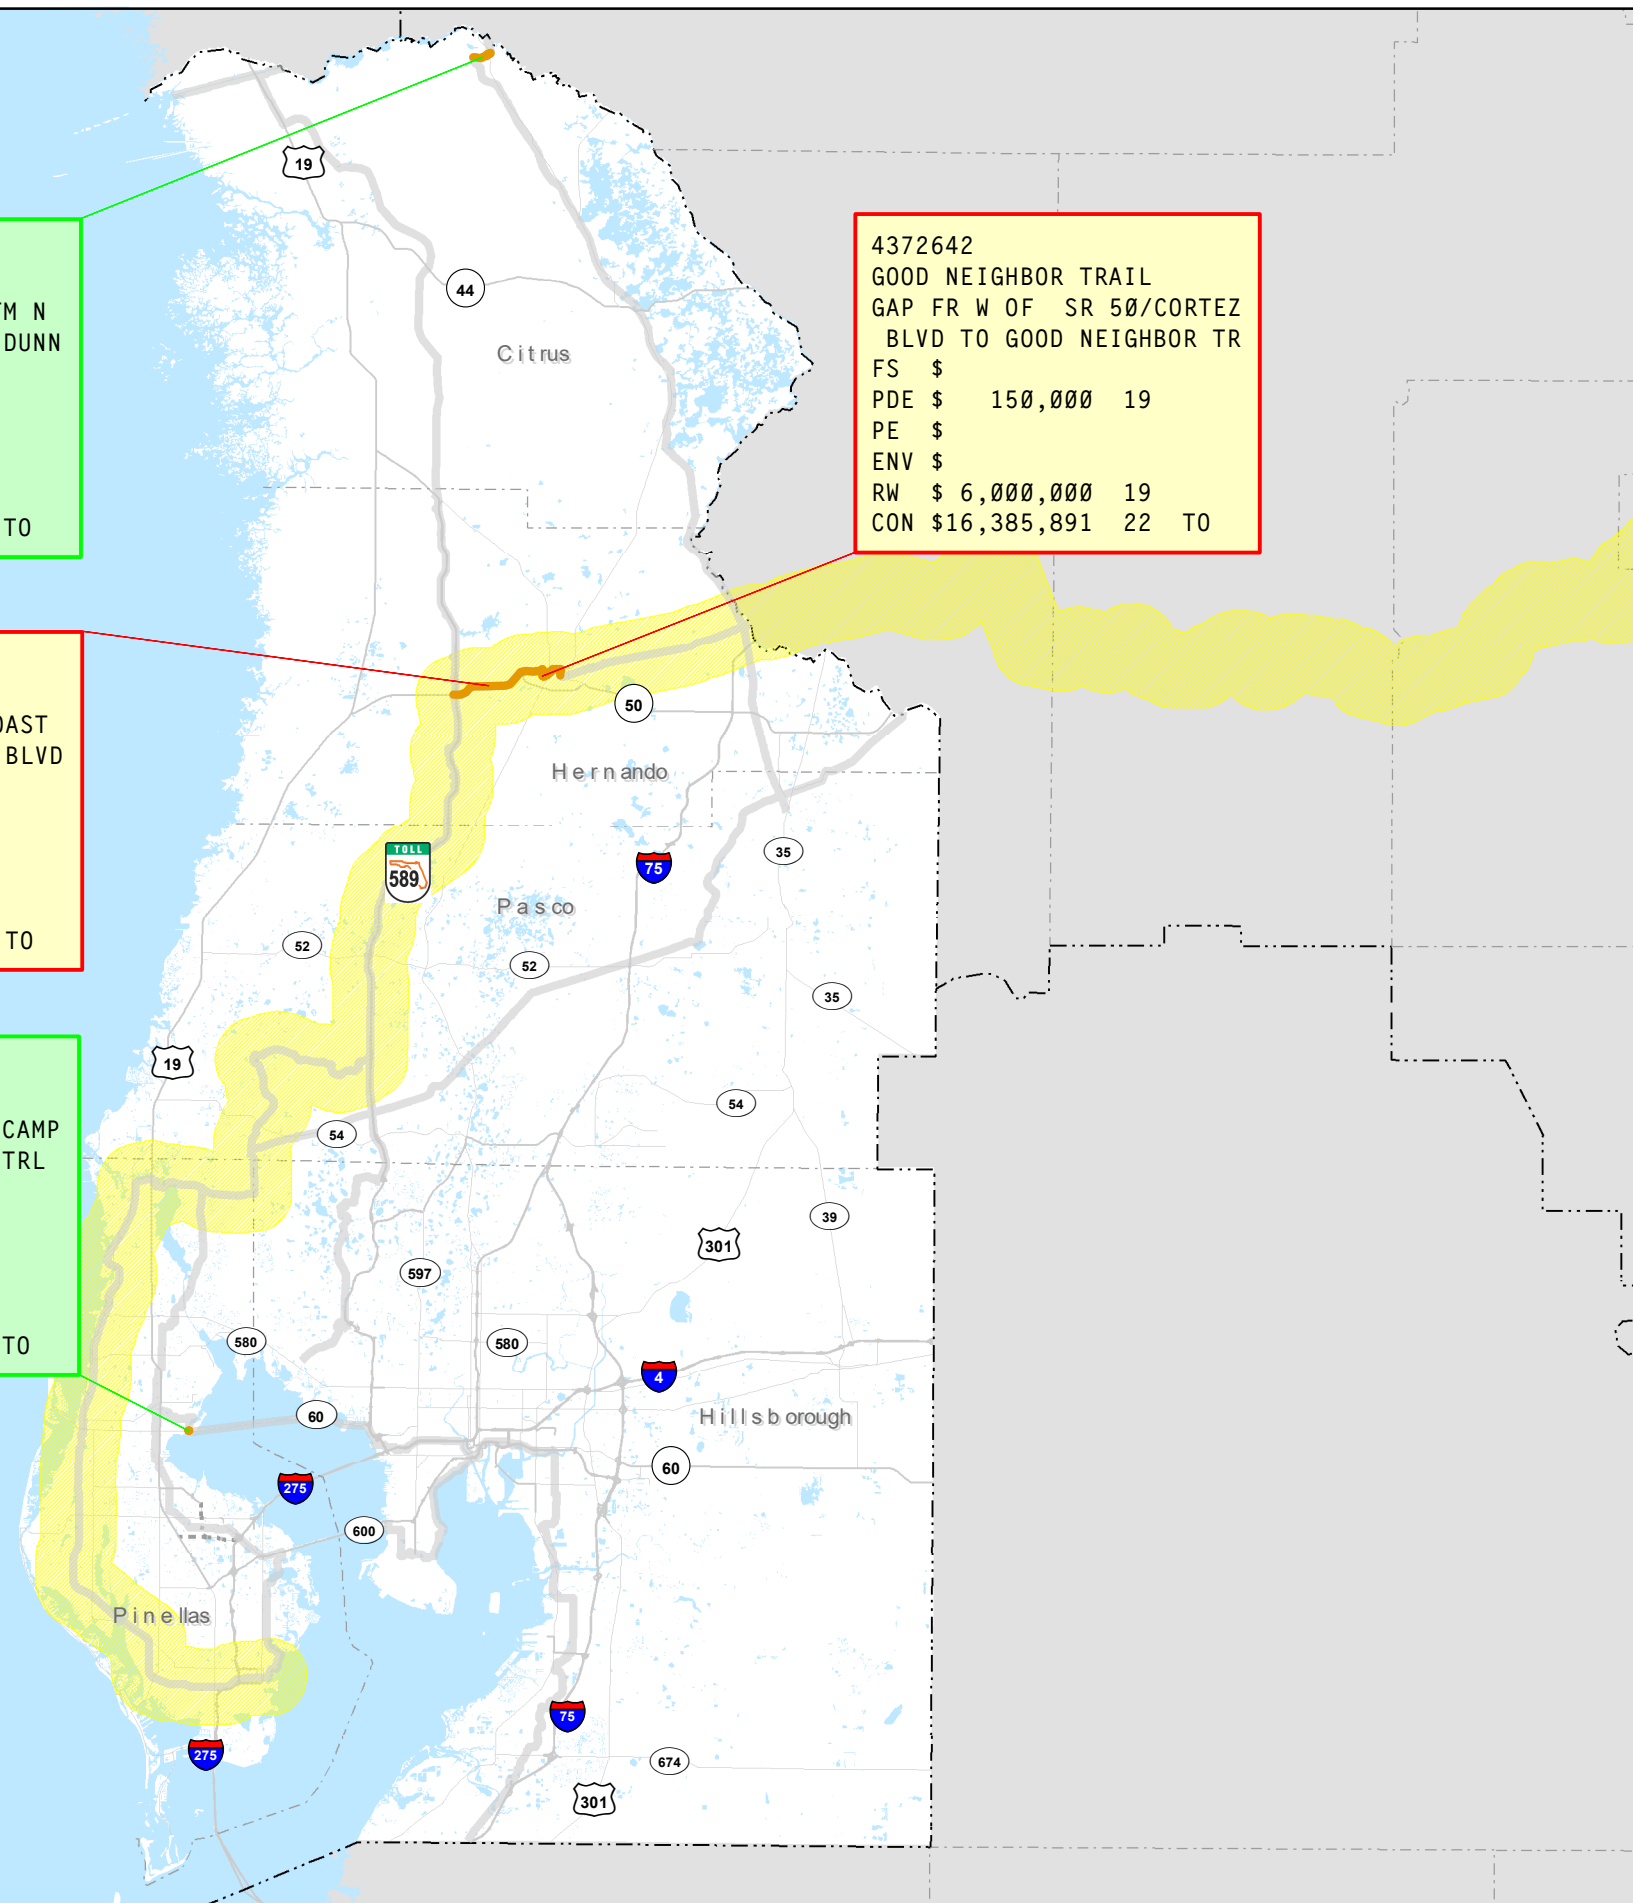 19
44
Citrus
4372642
GOOD NEIGHBOR TRAIL
GAP FR W OF  SR 50/CORTEZ
BLVD TO GOOD NEIGHBOR TR
FS  $
PDE $   150,000  19
PE  $
ENV $
RW  $ 6,000,000  19
CON $16,385,891  22  TO
N
DUNN
TO
BLVD
TO
CAMP
TRL
TO
50
Hernando
TOLL
589
75
35
Pasco
52
52
35
19
54
54
39
301
597
580
580
4
60
Hillsborough
60
275
600
Pinellas
75
275
674
301